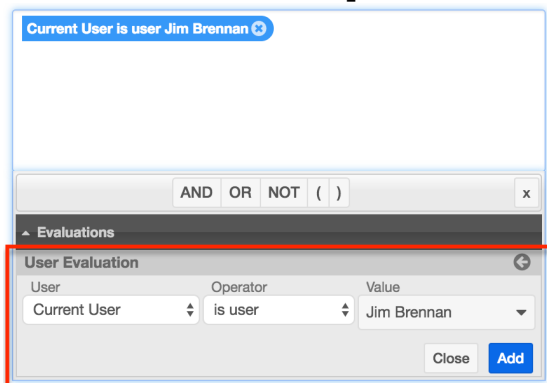 Current User is user Jim Brennan
AND OR NOT ( ) x
Evaluations
User Evaluation
User Operator Value
Current User is user Jim Brennan
Close Add